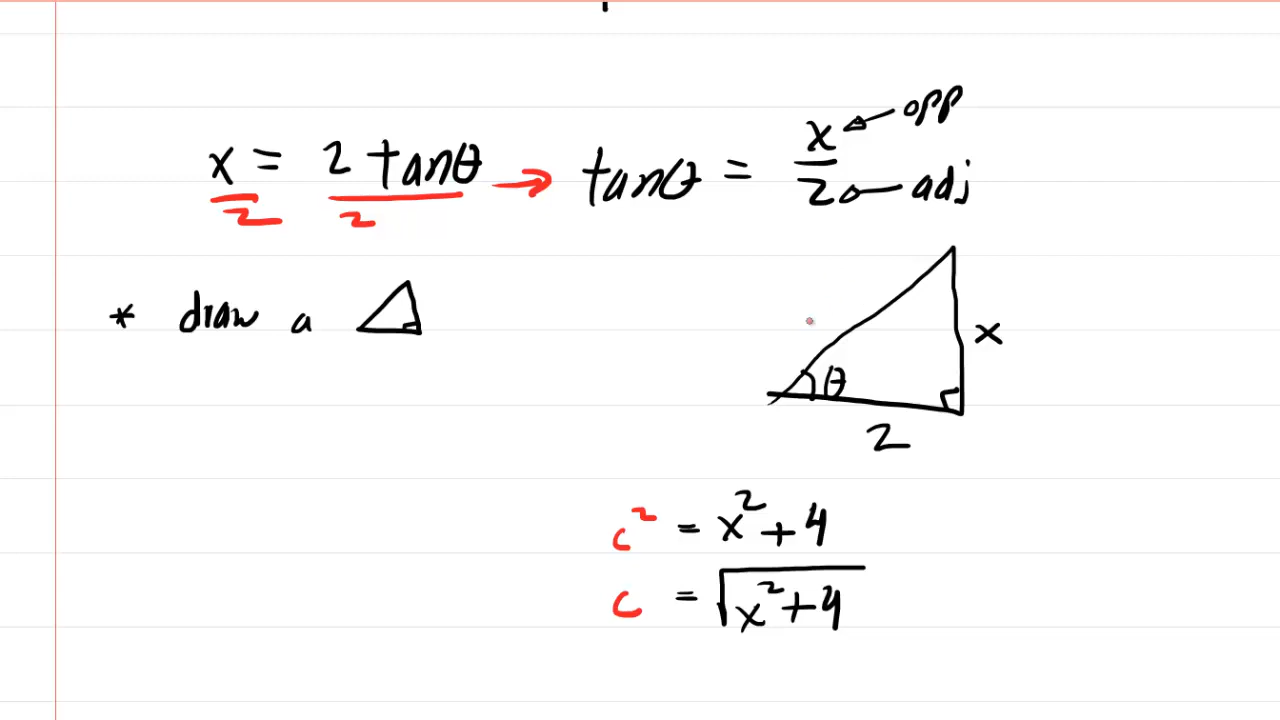 x = 2 tanθ → tanθ = x/2 ← opp ← adj
2 2
* draw a
θ
x
2
c² = x² + 4
c = √x² + 4